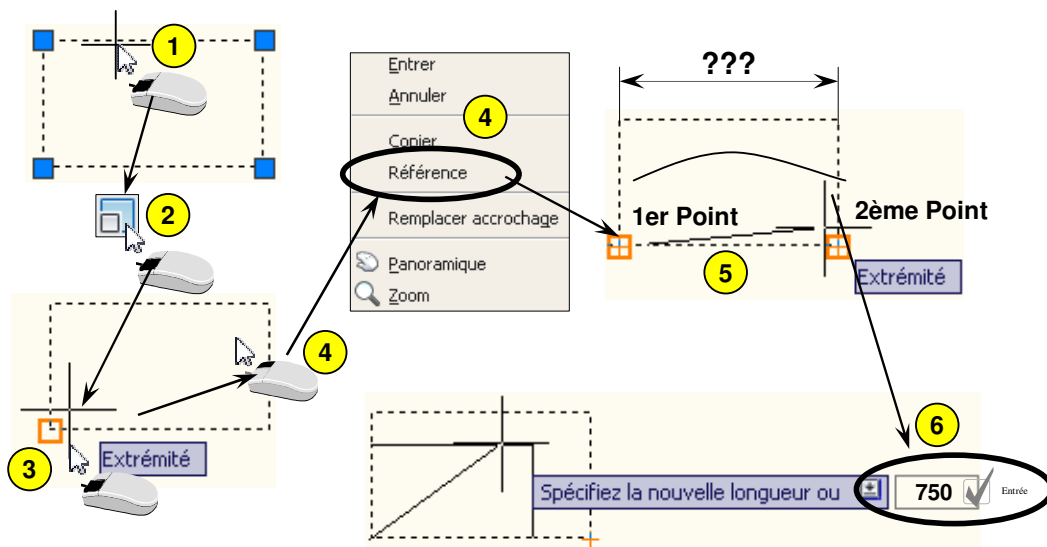 1
2
3
Extrémité
4
Entrer
Annuler
Copier
4
Référence
Remplacer accrochage
Panoramique
Zoom
???
1er Point
2ème Point
5
Extrémité
6
Spécifiez la nouvelle longueur ou
750
Entrée